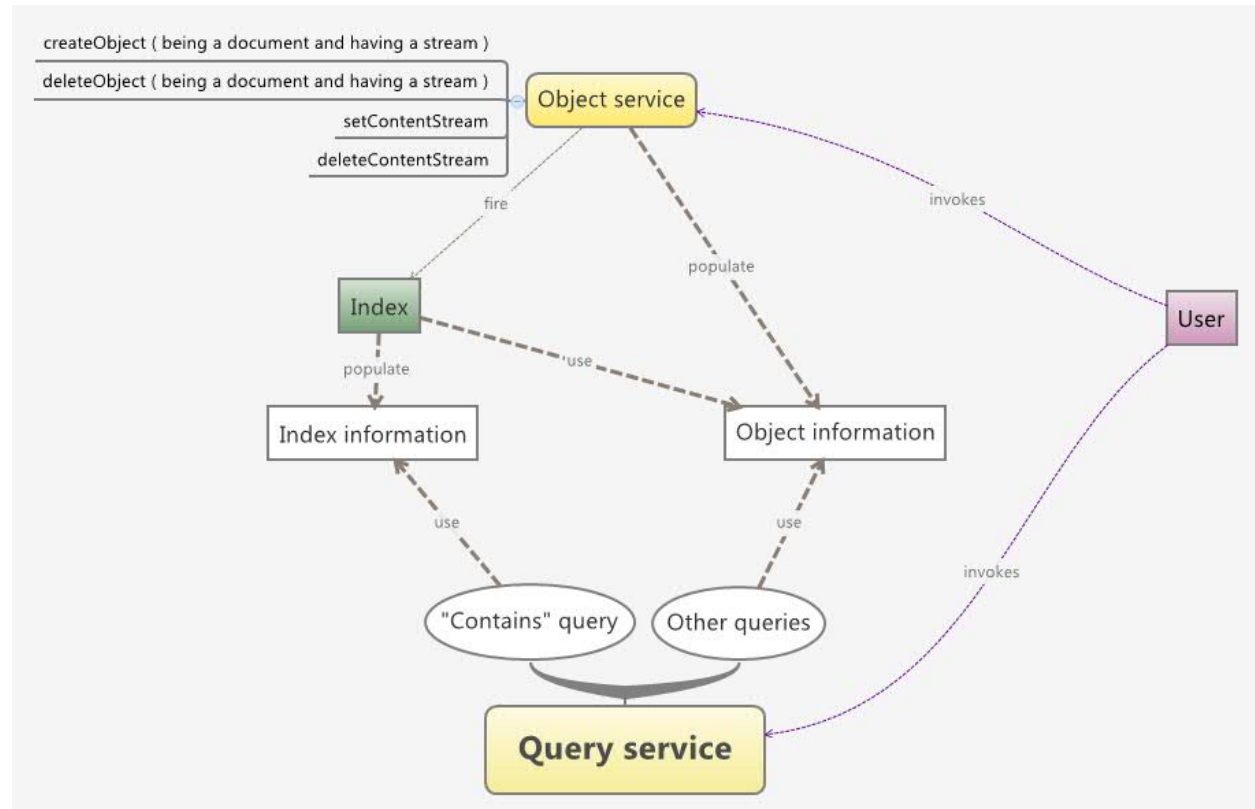 createObject ( being a document and having a stream )
deleteObject ( being a document and having a stream )
setContentStream
deleteContentStream
Object service
fire
populate
invokes
Index
User
populate
use
Index information
Object information
use
use
invokes
"Contains" query
Other queries
Query service